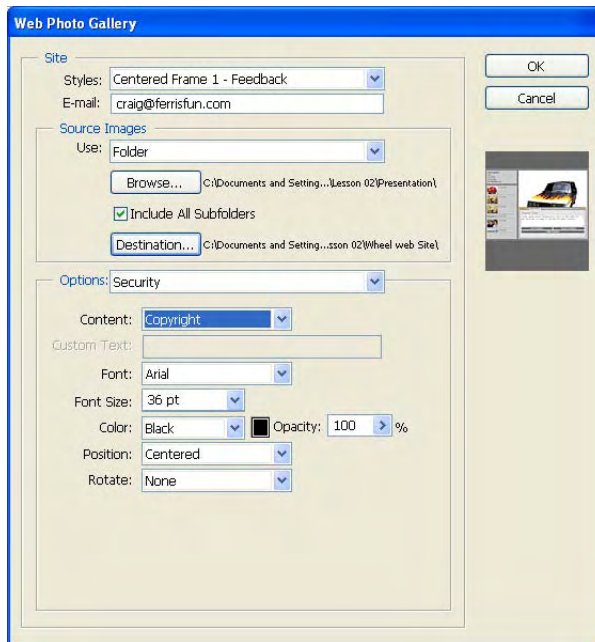 Web Photo Gallery
Site
Styles: Centered Frame 1 - Feedback
E-mail: craig@ferrisfun.com
OK
Cancel
Source Images
Use: Folder
Browse... C:\Documents and Setting...\Lesson 02\Presentation\
Include All Subfolders
Destination... C:\Documents and Setting...sson 02\Wheel web Site\
Options: Security
Content: Copyright
Custom Text:
Font: Arial
Font Size: 36 pt
Color: Black Opacity: 100 %
Position: Centered
Rotate: None